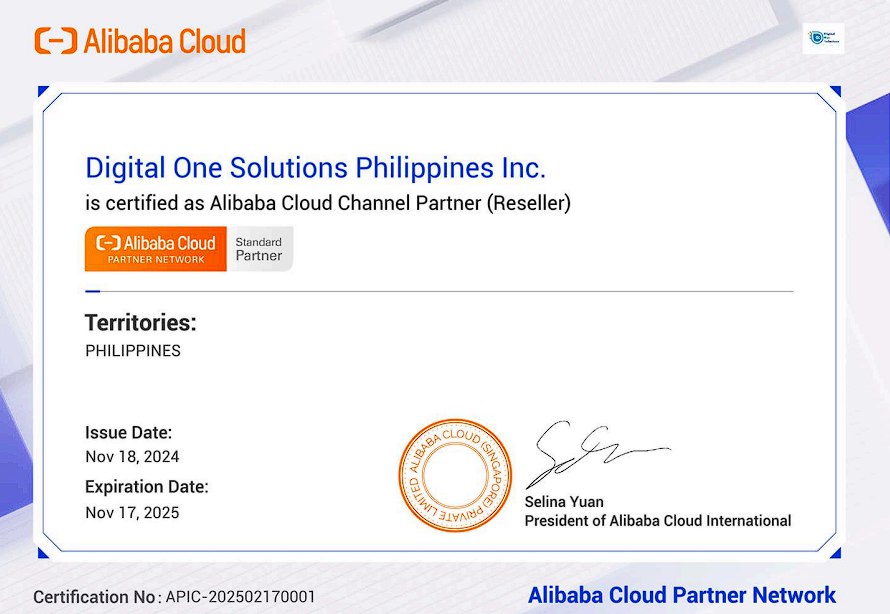 Alibaba Cloud
Digital One Solutions Philippines Inc.
is certified as Alibaba Cloud Channel Partner (Reseller)
Alibaba Cloud
PARTNER NETWORK
Standard
Partner
Territories:
PHILIPPINES
Issue Date:
Nov 18, 2024
Expiration Date:
Nov 17, 2025
ALIBABA CLOUD (SINGAPORE) PRIVATE LIMITED
Selina Yuan
President of Alibaba Cloud International
Certification No: APIC-202502170001
Alibaba Cloud Partner Network